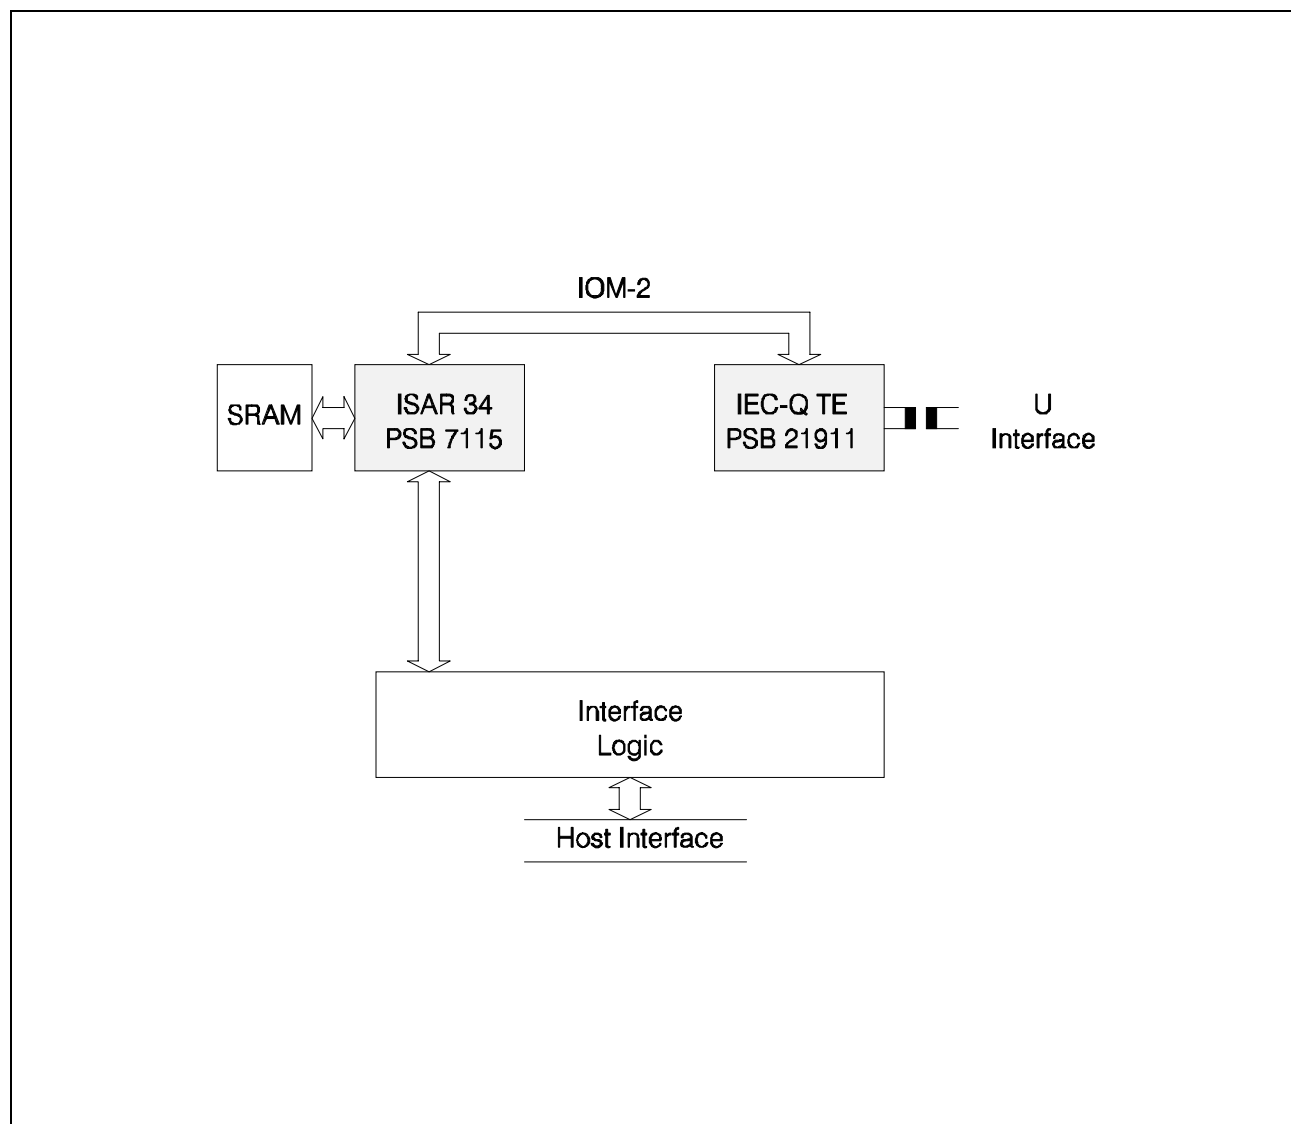 IOM-2
SRAM
ISAR 34
PSB 7115
IEC-Q TE
PSB 21911
U
Interface
Interface
Logic
Host Interface